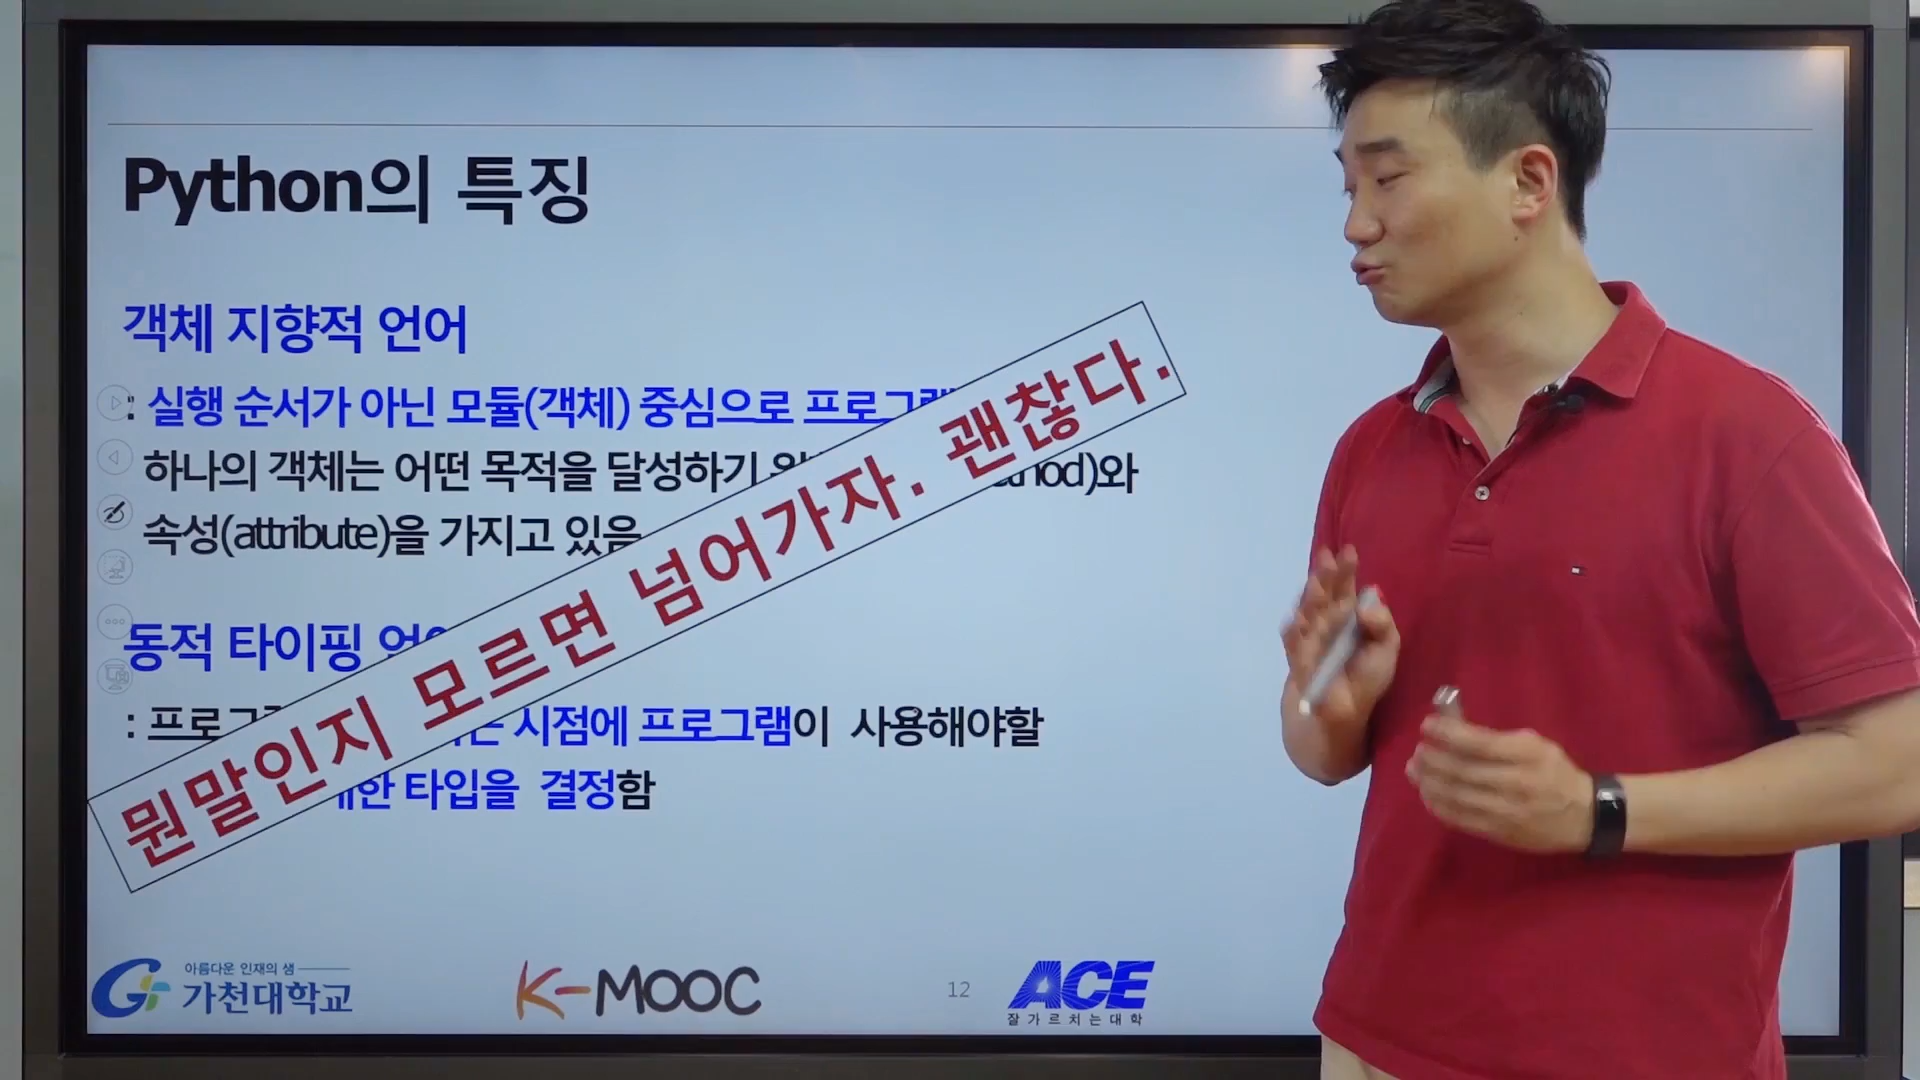 Python의 특징
객체 지향적 언어
: 실행 순서가 아닌 모듈(객체) 중심으로 프로그
하나의 객체는 어떤 목적을 달성하기
와
속성(attribute)을 가지고 있음
동적 타이핑
: 프로그
시점에 프로그램이 사용해야할
타입을 결정함
뭔말인지 모르면 넘어가자. 괜찮다.
아름다운 인재의 샘
가천대학교
K-MOOC
12
ACE
잘 가 르 치 는 대 학